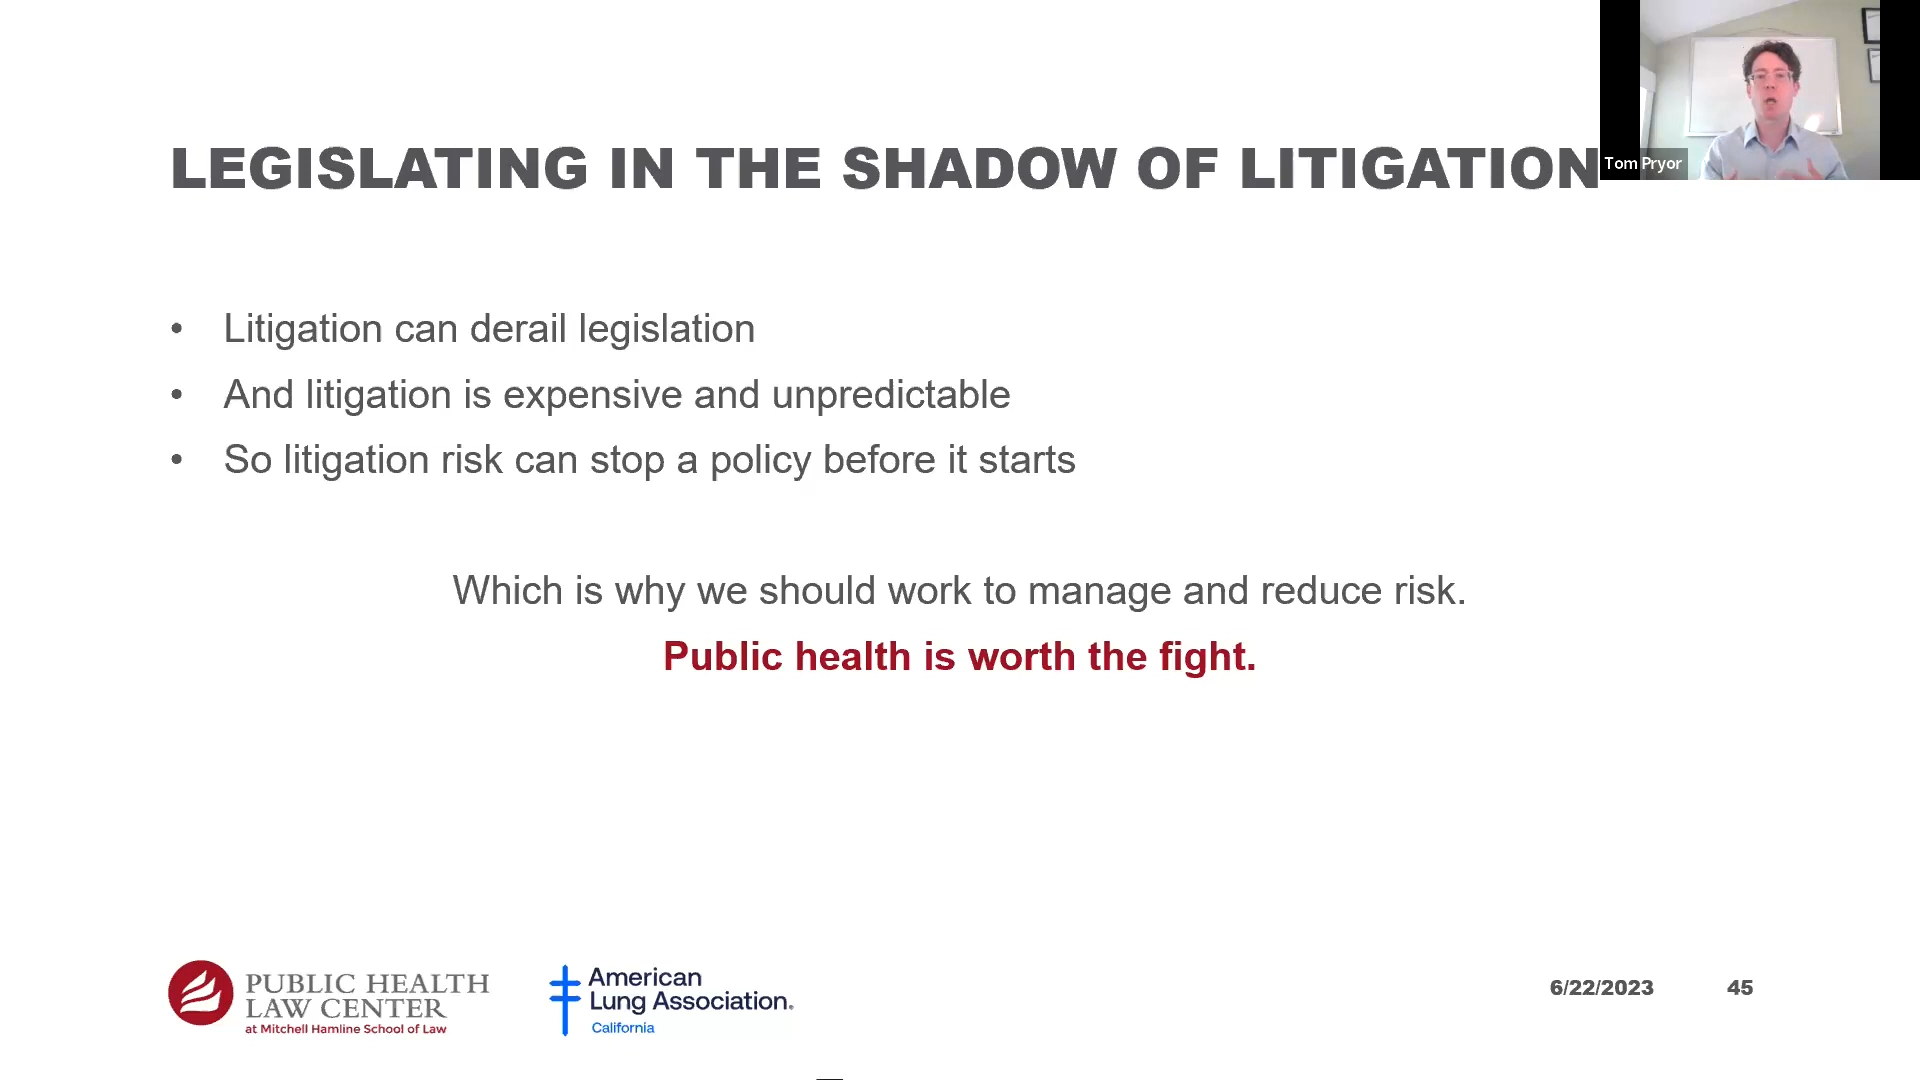 LEGISLATING IN THE SHADOW OF LITIGATION
Tom Pryor
• Litigation can derail legislation
• And litigation is expensive and unpredictable
• So litigation risk can stop a policy before it starts
Which is why we should work to manage and reduce risk.
Public health is worth the fight.
PUBLIC HEALTH
LAW CENTER
at Mitchell Hamline School of Law
American
Lung Association.
California
6/22/2023
45